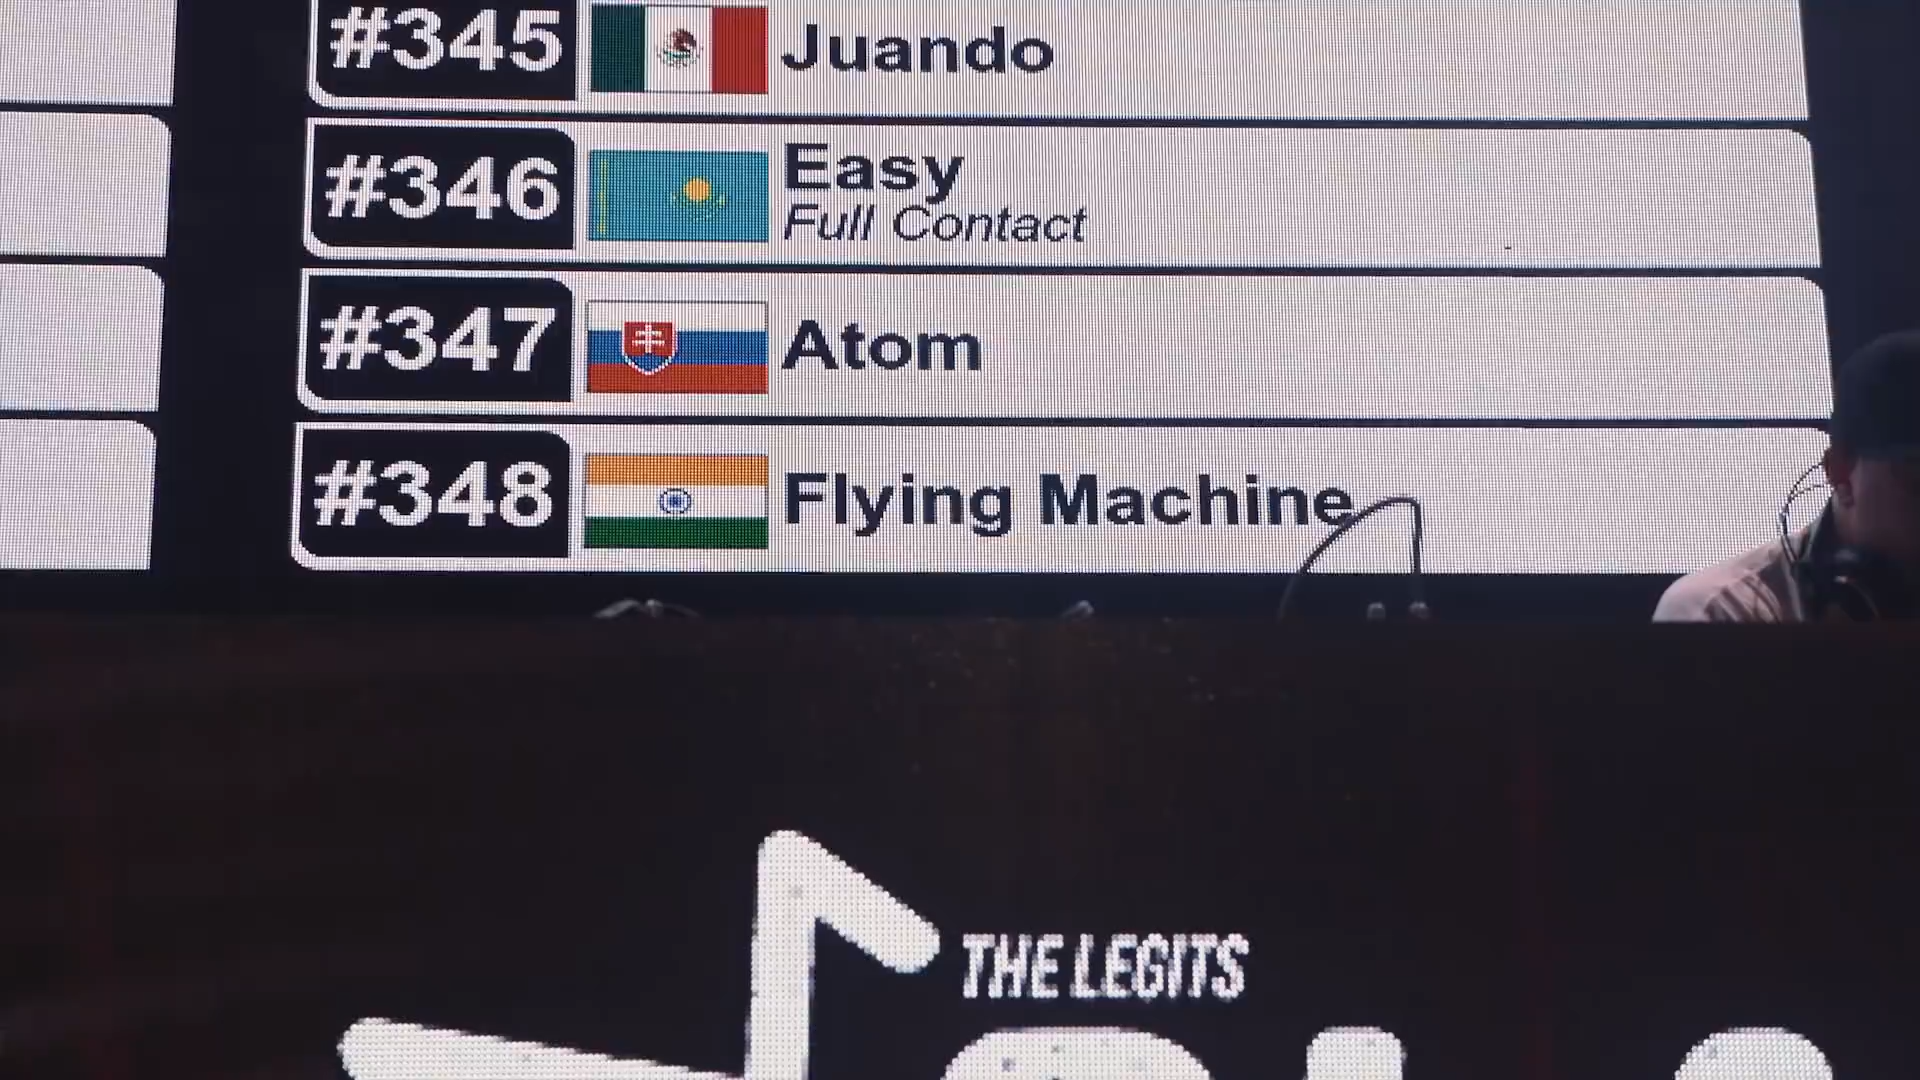 #345 Juando
#346 Easy
Full Contact
#347 Atom
#348 Flying Machine
THE LEGITS